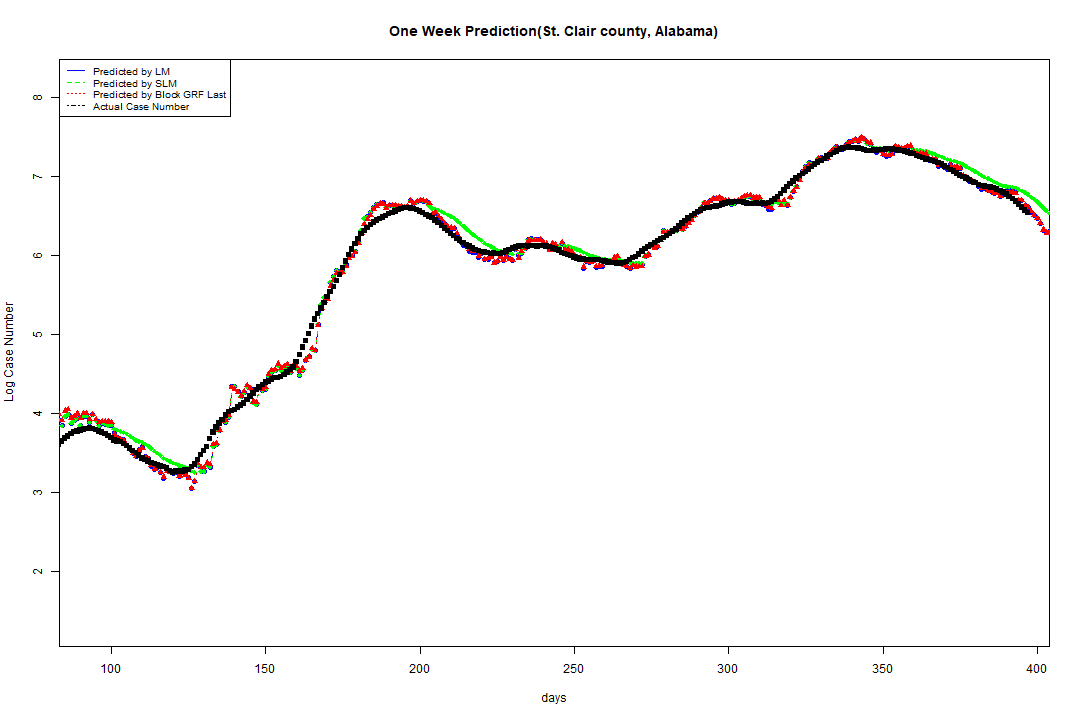 One Week Prediction(St. Clair county, Alabama)
Predicted by LM
Predicted by SLM
Predicted by Block GRF Last
Actual Case Number
Log Case Number
8
7
6
5
4
3
2
100 150 200 250 300 350 400
days